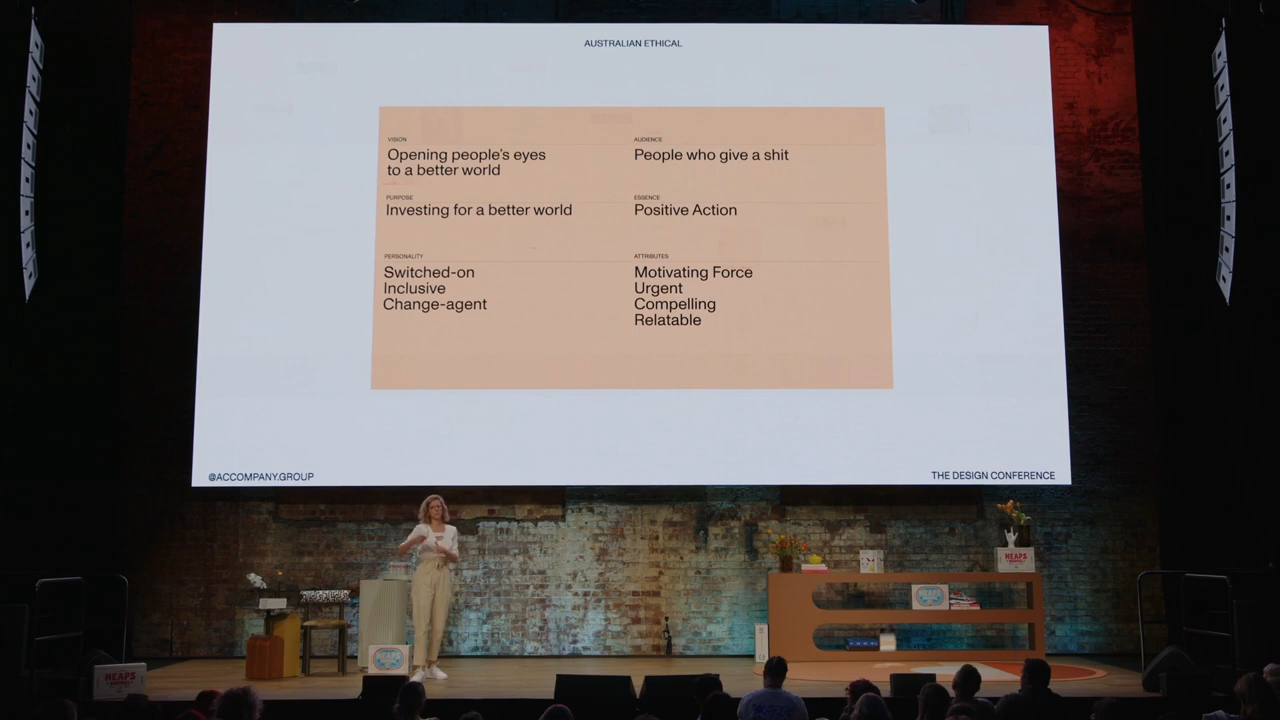 AUSTRALIAN ETHICAL
VISION
Opening people's eyes
to a better world
AUDIENCE
People who give a shit
PURPOSE
Investing for a better world
ESSENCE
Positive Action
PERSONALITY
Switched-on
Inclusive
Change-agent
ATTRIBUTES
Motivating Force
Urgent
Compelling
Relatable
@ACCOMPANY.GROUP
THE DESIGN CONFERENCE
HEAPS
HEAPS